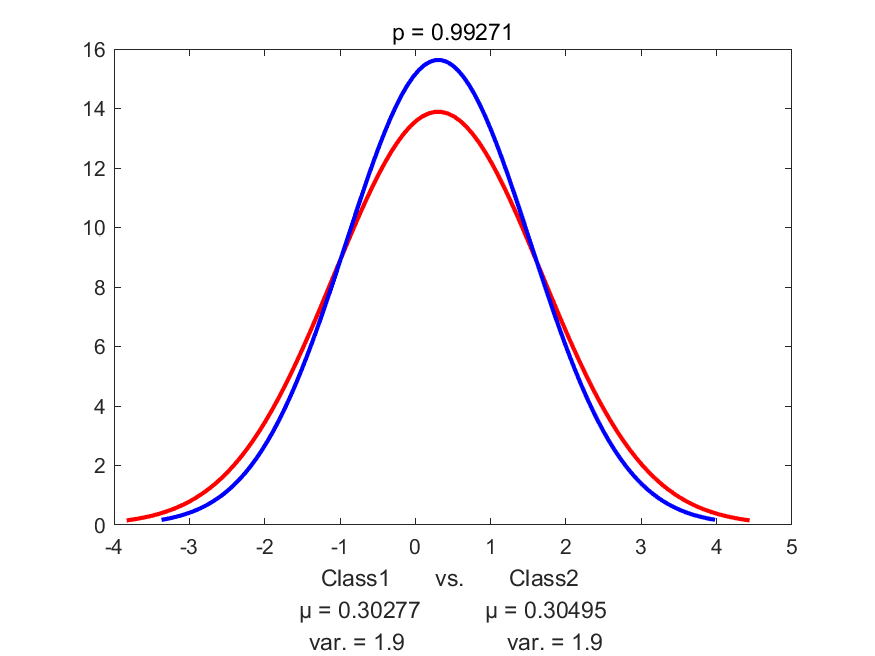 p = 0.99271
16
14
12
10
8
6
4
2
0
-4 -3 -2 -1 0 1 2 3 4 5
Class1 vs. Class2
μ = 0.30277 μ = 0.30495
var. = 1.9 var. = 1.9